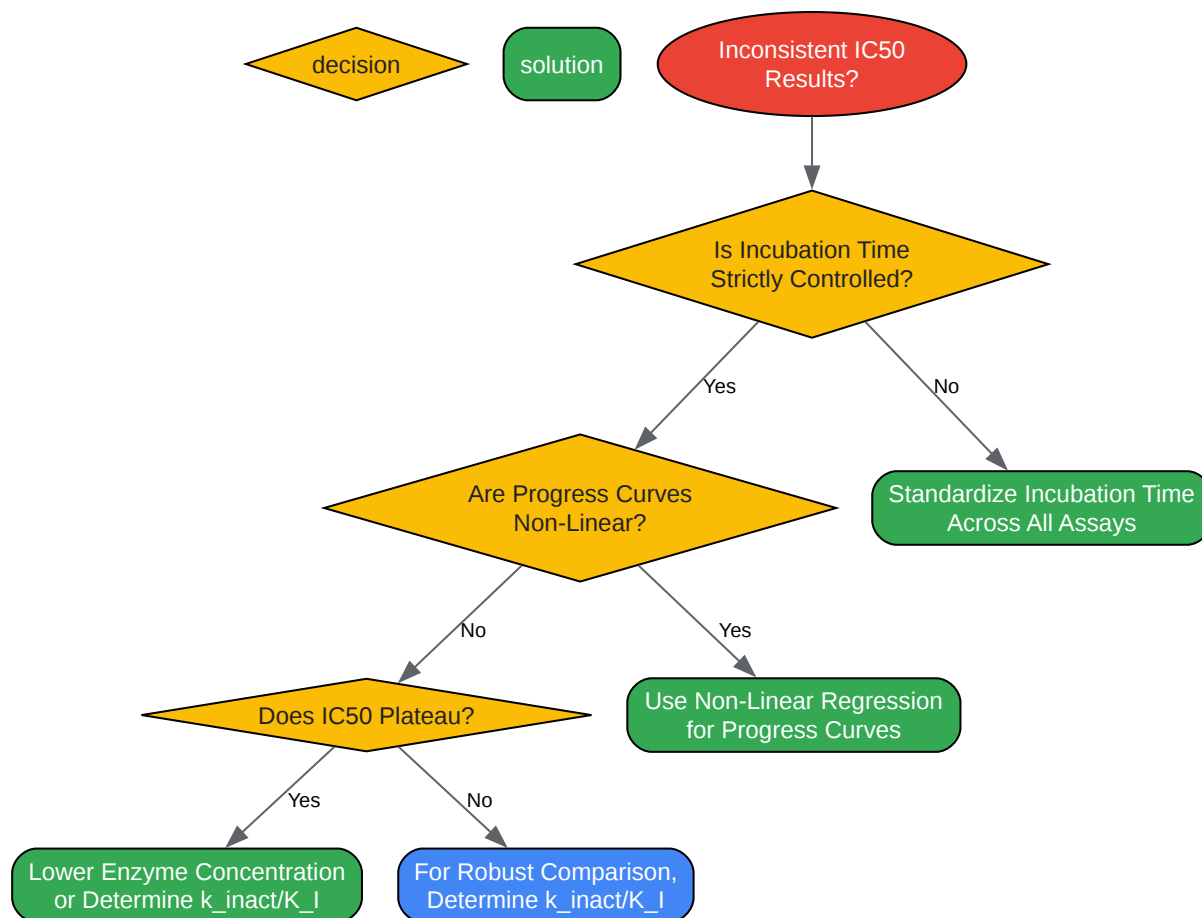 decision
solution
Inconsistent IC50
Results?
Is Incubation Time
Strictly Controlled?
Yes
No
Are Progress Curves
Non-Linear?
Standardize Incubation Time
Across All Assays
No
Yes
Does IC50 Plateau?
Use Non-Linear Regression
for Progress Curves
Yes
No
Lower Enzyme Concentration
or Determine k_inact/K_I
For Robust Comparison,
Determine k_inact/K_I